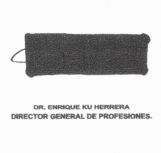 DR. ENRIQUE KU HERRERA
DIRECTOR GENERAL DE PROFESIONES.